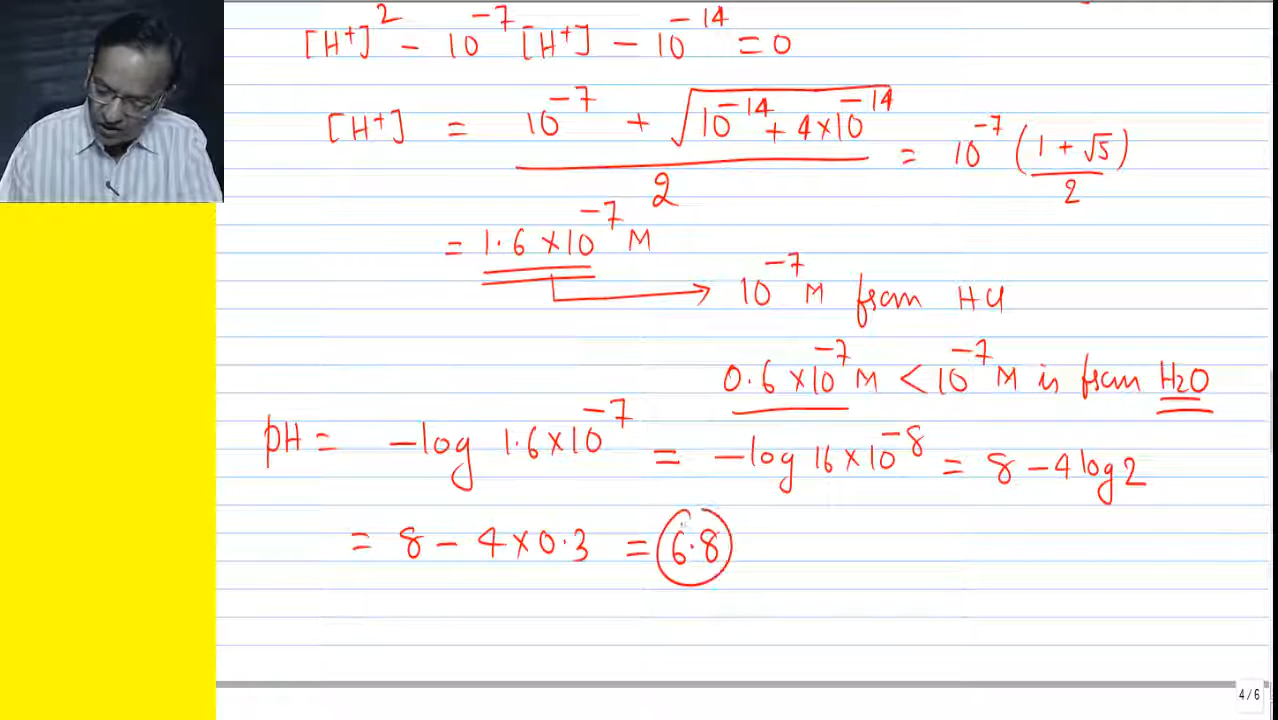 [H⁺]² − 10⁻⁷ [H⁺] − 10⁻¹⁴ = 0
[H⁺] = (10⁻⁷ + √(10⁻¹⁴ + 4×10⁻¹⁴)) / 2 = 10⁻⁷ ((1 + √5) / 2)
= 1.6 × 10⁻⁷ M
10⁻⁷ M from HCl
0.6 × 10⁻⁷ M < 10⁻⁷ M is from H2O
pH = −log 1.6 × 10⁻⁷ = −log 16 × 10⁻⁸ = 8 − 4 log 2
= 8 − 4 × 0.3 = 6.8
4 / 6